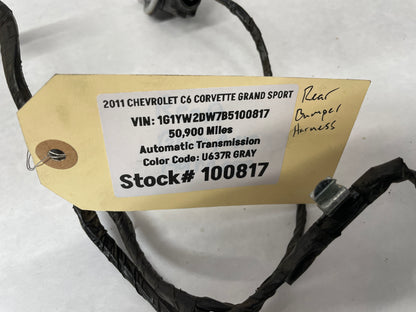 2011 CHEVROLET C6 CORVETTE GRAND SPORT
VIN: 1G1YW2DW7B5100817
50,900 Miles
Automatic Transmission
Color Code: U637R GRAY
Stock# 100817
Rear
Bumper
Harness